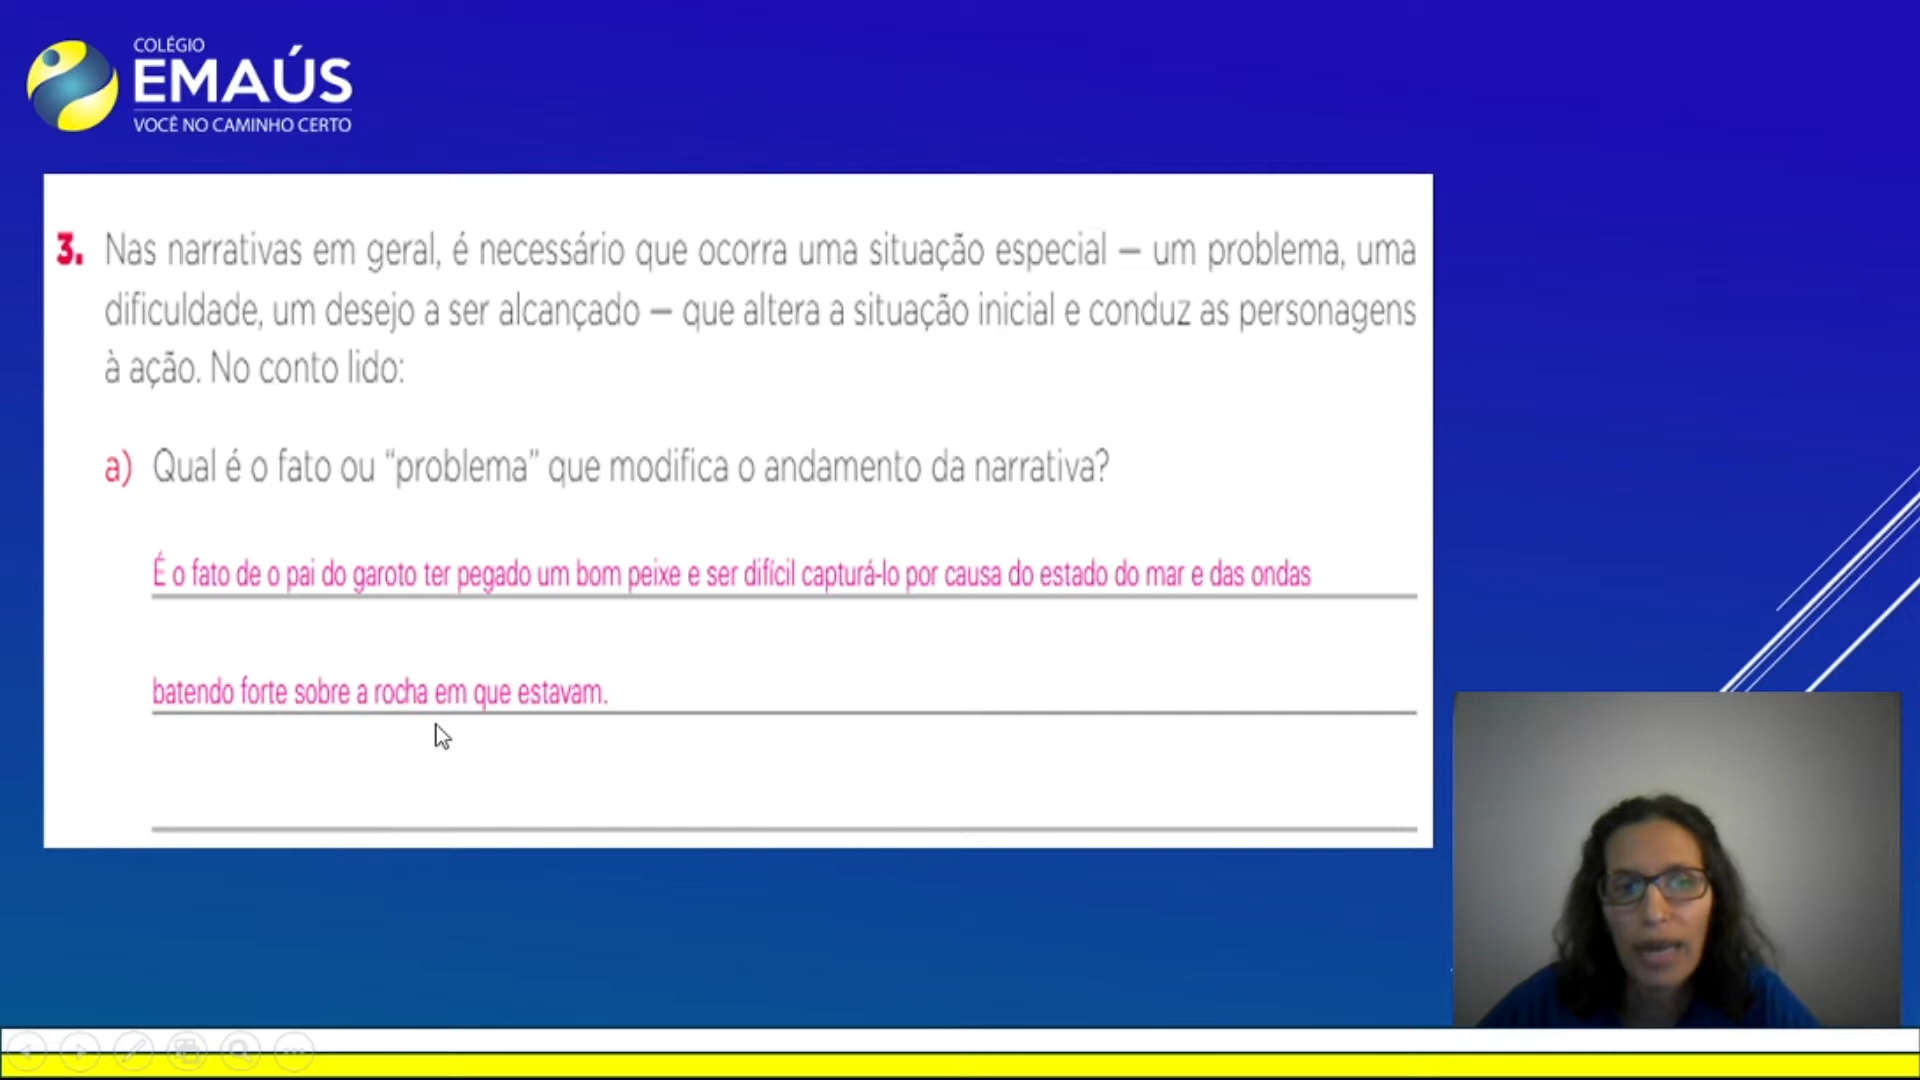 COLÉGIO
EMAÚS
VOCÊ NO CAMINHO CERTO
3. Nas narrativas em geral, é necessário que ocorra uma situação especial — um problema, uma
dificuldade, um desejo a ser alcançado — que altera a situação inicial e conduz as personagens
à ação. No conto lido:
a) Qual é o fato ou “problema” que modifica o andamento da narrativa?
É o fato de o pai do garoto ter pegado um bom peixe e ser difícil capturá-lo por causa do estado do mar e das ondas
batendo forte sobre a rocha em que estavam.